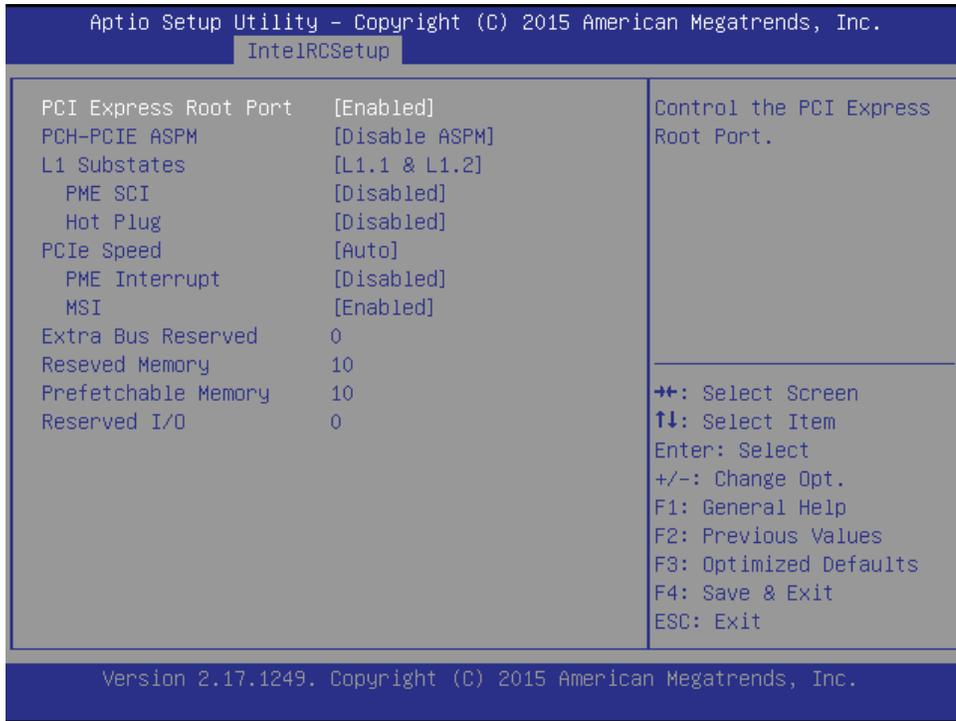 Aptio Setup Utility – Copyright (C) 2015 American Megatrends, Inc.
IntelRCSetup
PCI Express Root Port [Enabled]
PCH-PCIE ASPM [Disable ASPM]
L1 Substates [L1.1 & L1.2]
PME SCI [Disabled]
Hot Plug [Disabled]
PCIe Speed [Auto]
PME Interrupt [Disabled]
MSI [Enabled]
Extra Bus Reserved 0
Reseved Memory 10
Prefetchable Memory 10
Reserved I/O 0
Control the PCI Express
Root Port.
→←: Select Screen
↑↓: Select Item
Enter: Select
+/-: Change Opt.
F1: General Help
F2: Previous Values
F3: Optimized Defaults
F4: Save & Exit
ESC: Exit
Version 2.17.1249. Copyright (C) 2015 American Megatrends, Inc.